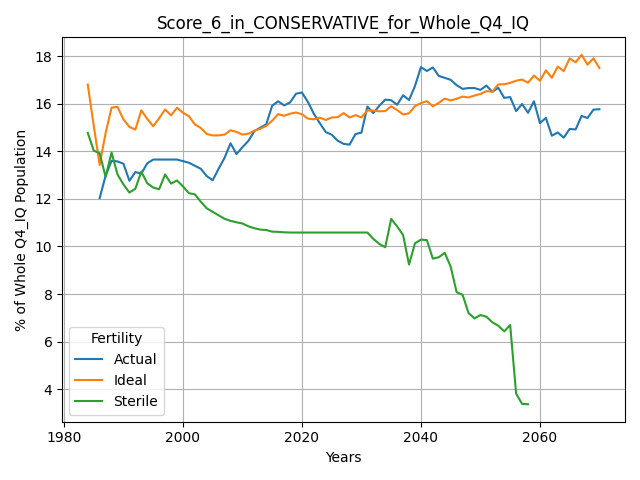 Score_6_in_CONSERVATIVE_for_Whole_Q4_IQ
% of Whole Q4_IQ Population
18
16
14
12
10
8
6
4
Fertility
Actual
Ideal
Sterile
1980
2000
2020
2040
2060
Years